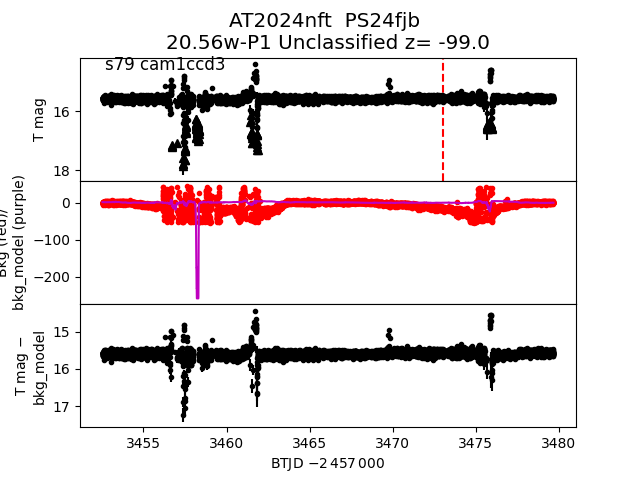 AT2024nft  PS24fjb
20.56w-P1 Unclassified z= -99.0
s79 cam1ccd3
T mag
16
18
Bkg (red)/
bkg_model (purple)
0
−100
−200
T mag −
bkg_model
15
16
17
3455
3460
3465
3470
3475
3480
BTJD −2 457 000